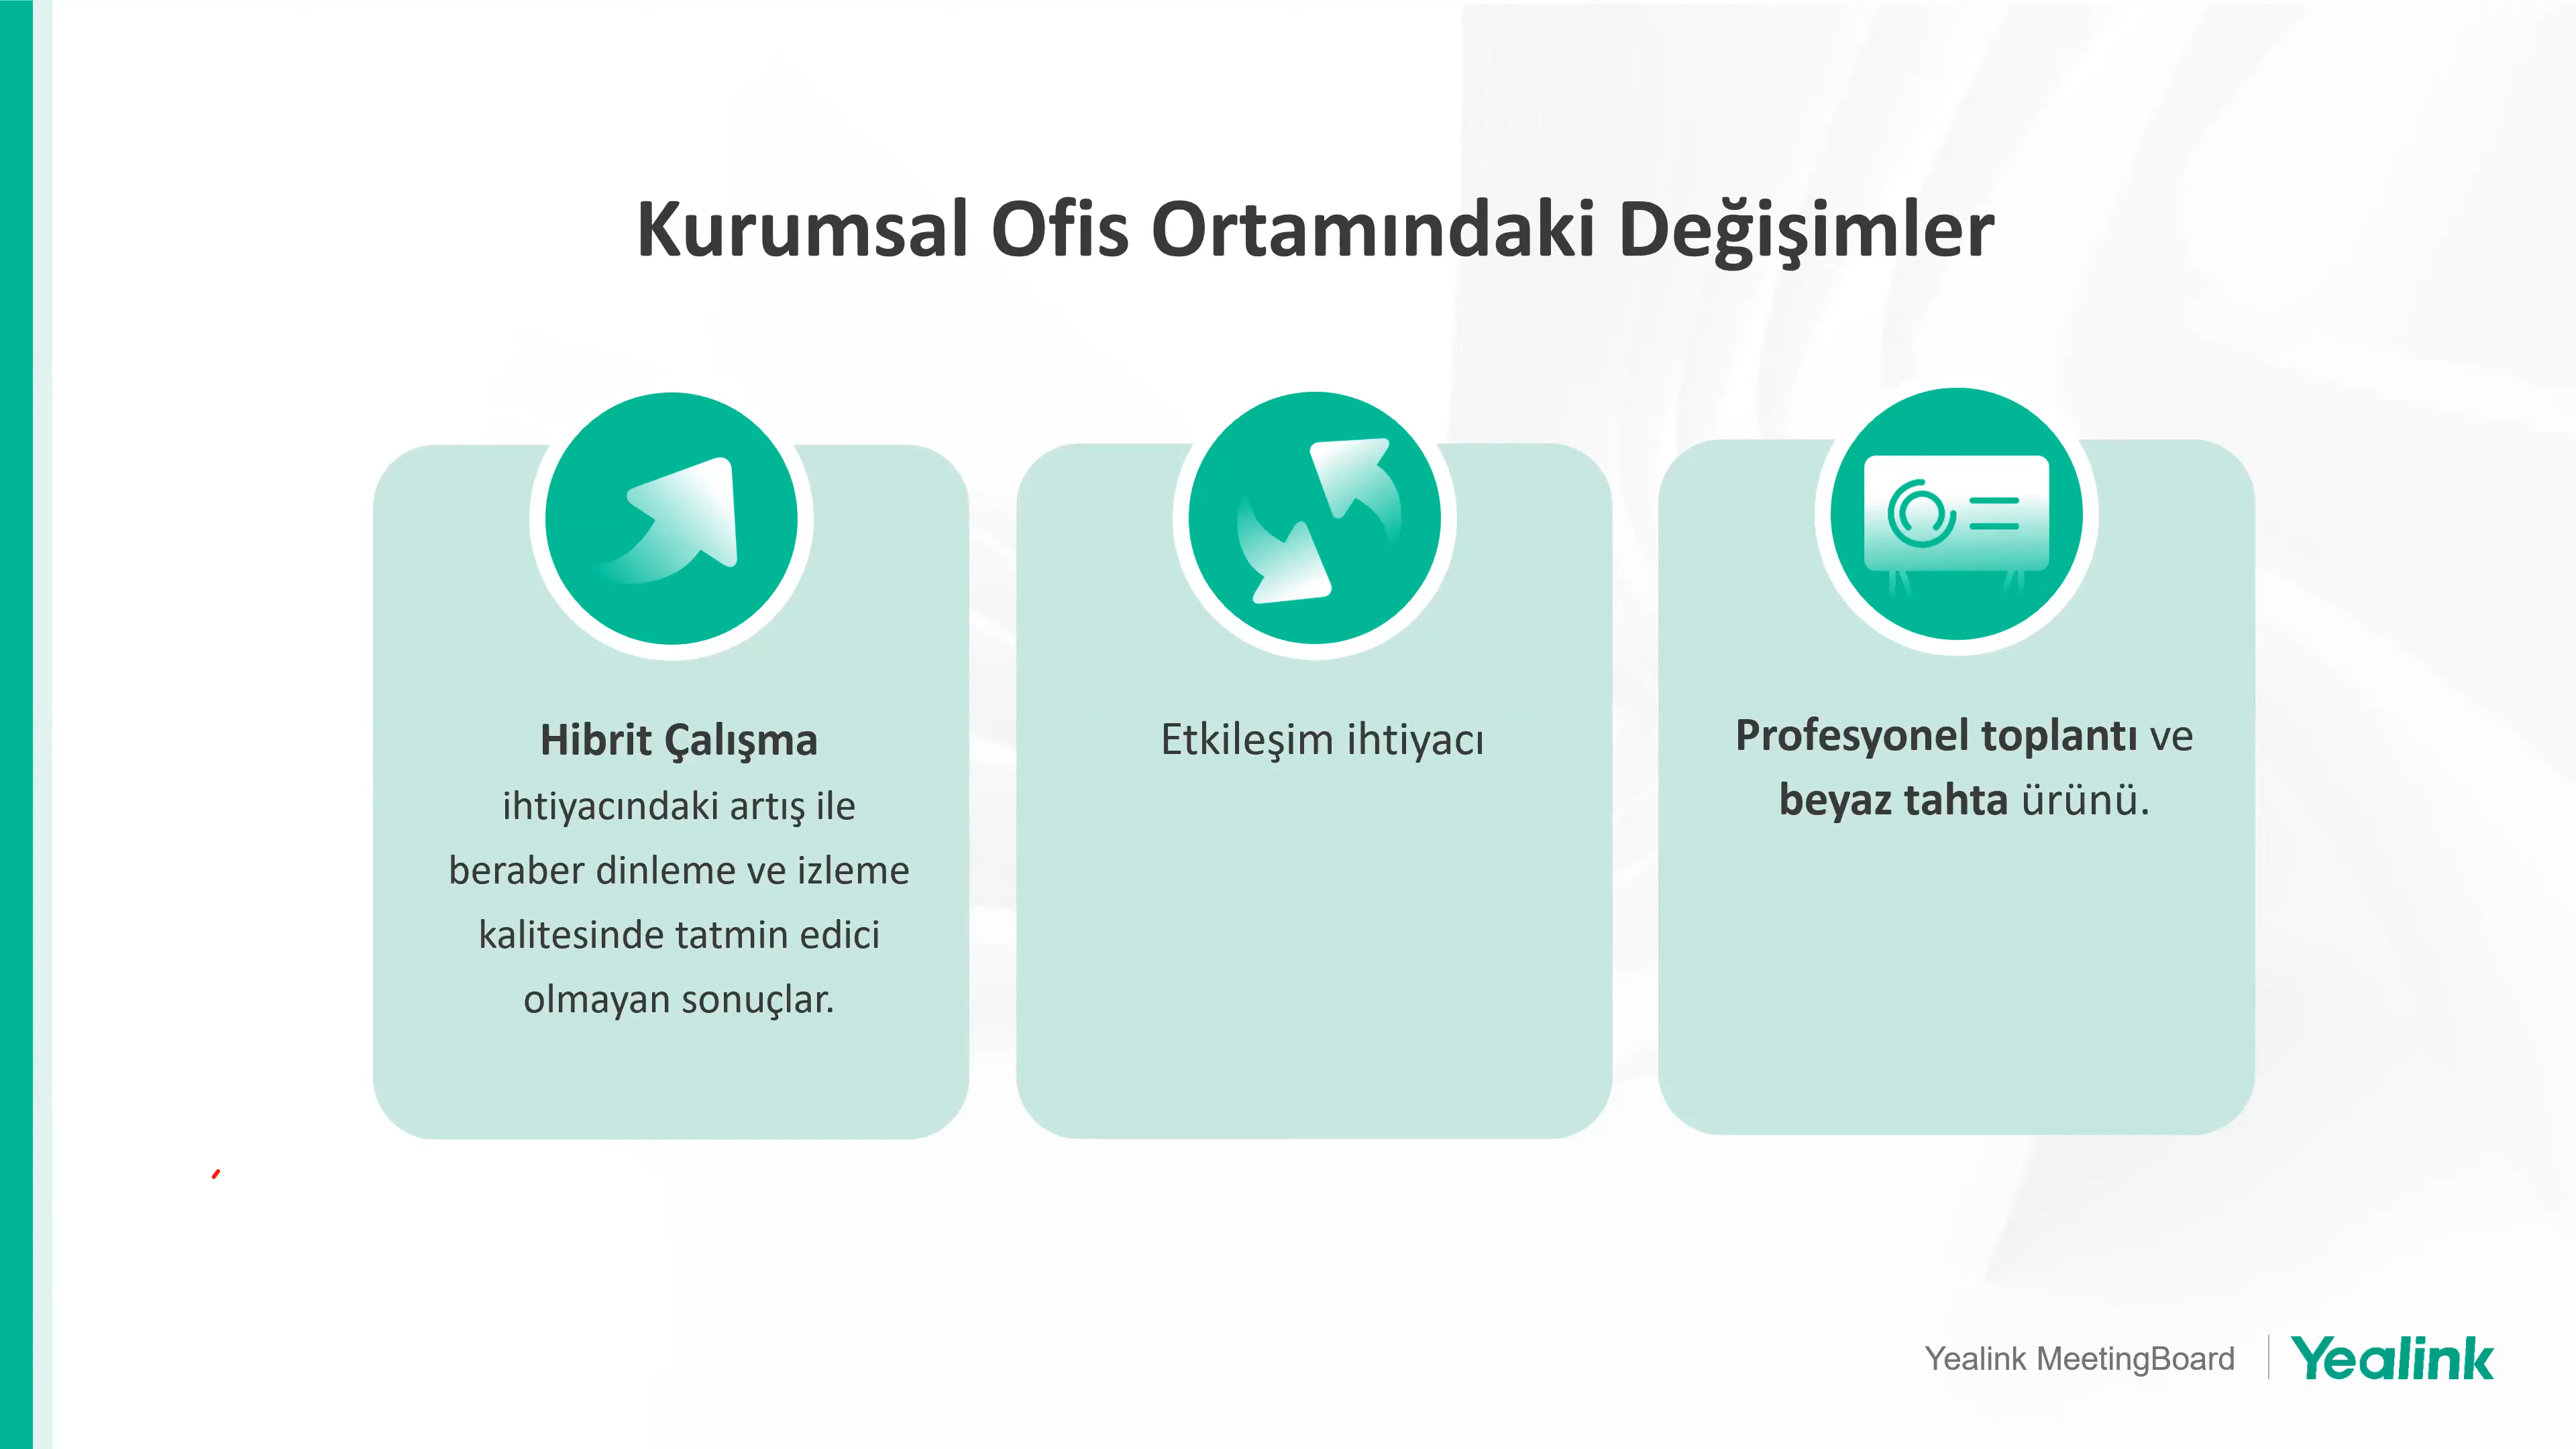 Kurumsal Ofis Ortamındaki Değişimler
Hibrit Çalışma
ihtiyacındaki artış ile
beraber dinleme ve izleme
kalitesinde tatmin edici
olmayan sonuçlar.
Etkileşim ihtiyacı
Profesyonel toplantı ve
beyaz tahta ürünü.
Yealink MeetingBoard
Yealink